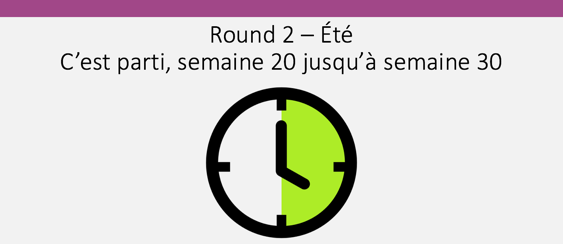 Round 2 – Été
C’est parti, semaine 20 jusqu’à semaine 30